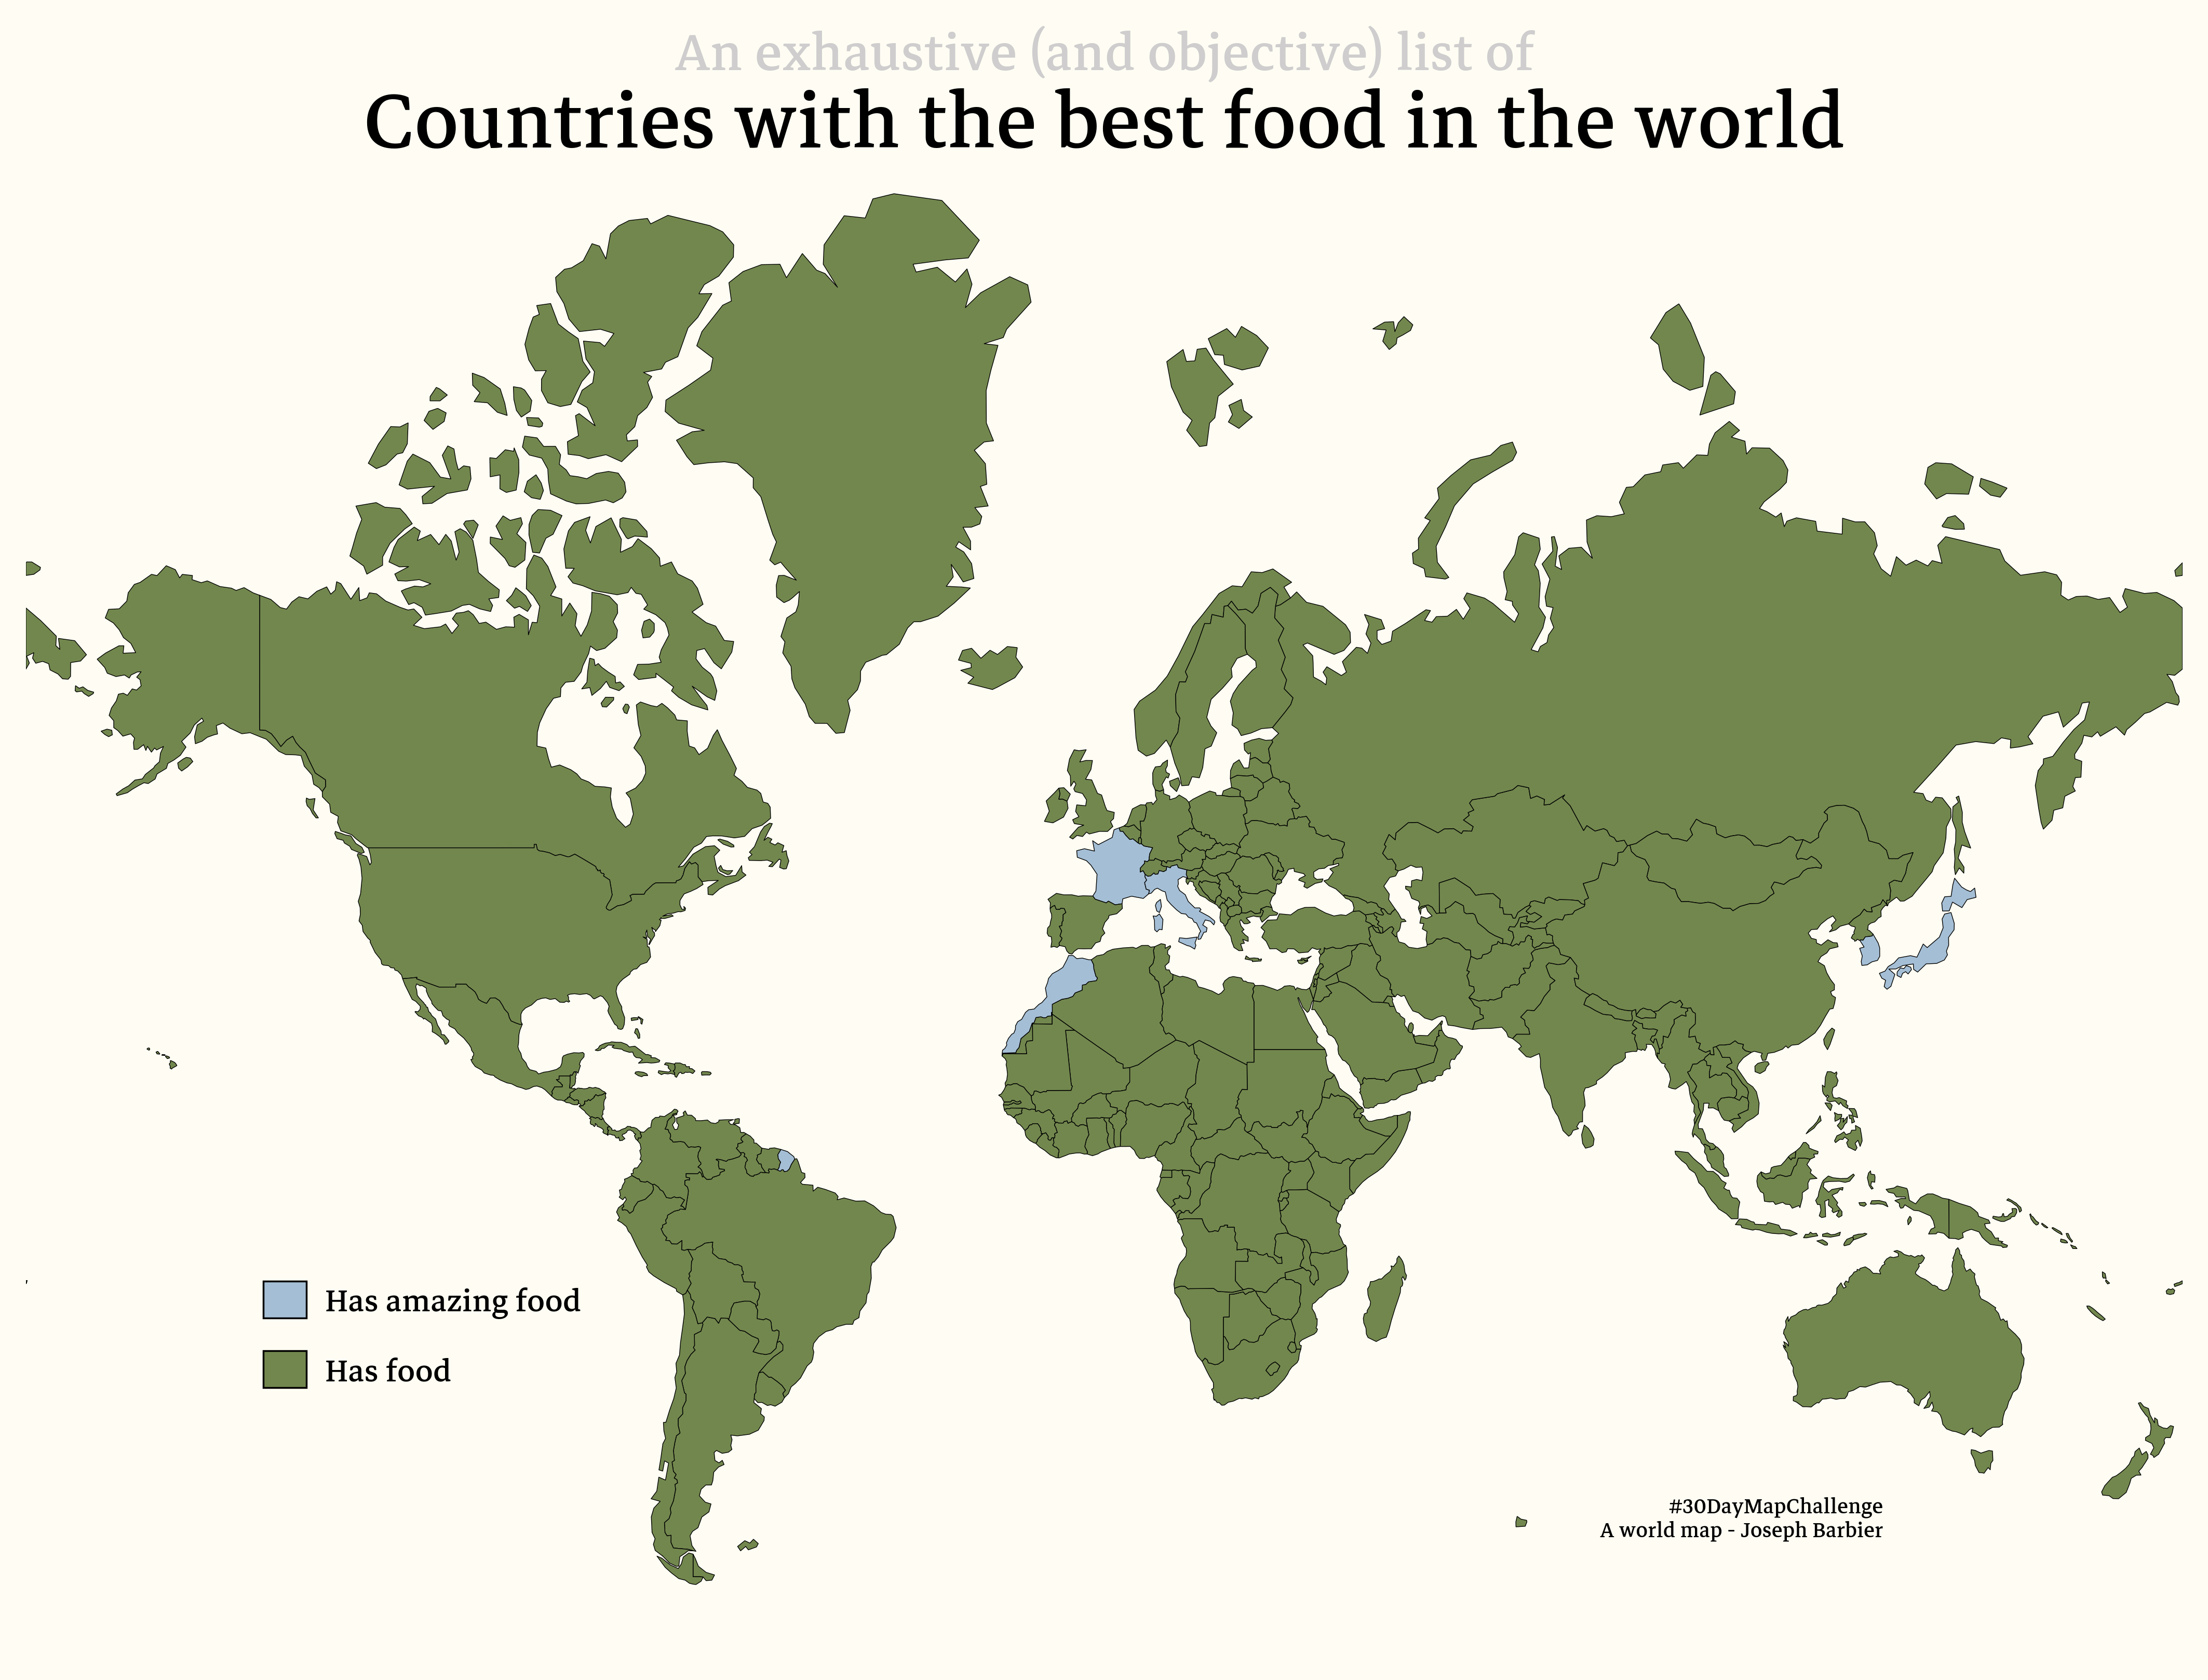 An exhaustive (and objective) list of
Countries with the best food in the world
Has amazing food
Has food
#30DayMapChallenge
A world map - Joseph Barbier